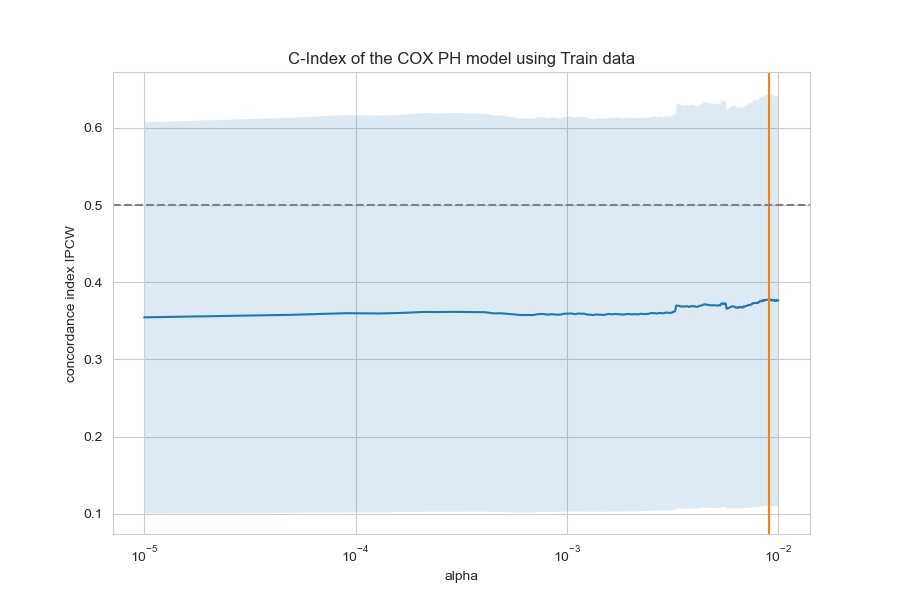 C-Index of the COX PH model using Train data
concordance index IPCW
0.6
0.5
0.4
0.3
0.2
0.1
10⁻⁵ 10⁻⁴ 10⁻³ 10⁻²
alpha